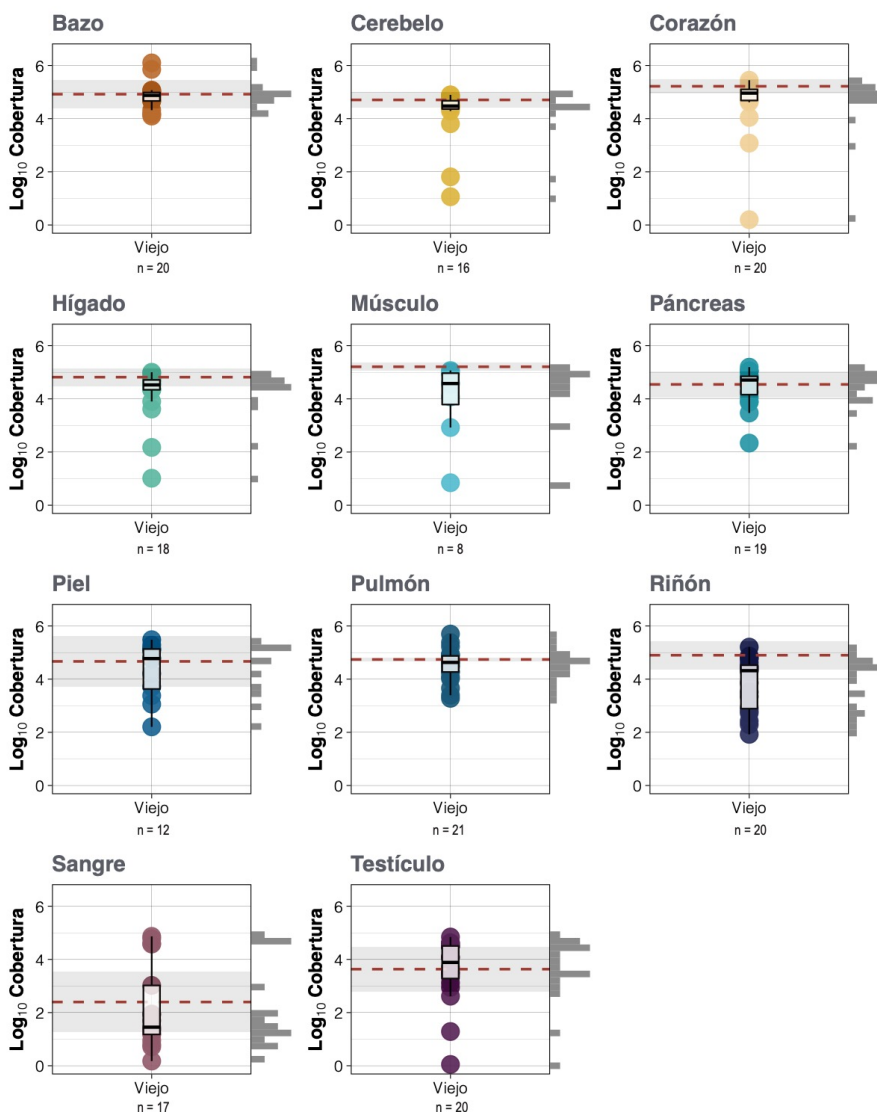 Bazo
Cerebelo
Corazón
Log₁₀ Cobertura
6
4
2
0
Log₁₀ Cobertura
6
4
2
0
Log₁₀ Cobertura
6
4
2
0
Viejo
Viejo
Viejo
n = 20
n = 16
n = 20
Hígado
Músculo
Páncreas
Log₁₀ Cobertura
6
4
2
0
Log₁₀ Cobertura
6
4
2
0
Log₁₀ Cobertura
6
4
2
0
Viejo
Viejo
Viejo
n = 18
n = 8
n = 19
Piel
Pulmón
Riñón
Log₁₀ Cobertura
6
4
2
0
Log₁₀ Cobertura
6
4
2
0
Log₁₀ Cobertura
6
4
2
0
Viejo
Viejo
Viejo
n = 12
n = 21
n = 20
Sangre
Testículo
Log₁₀ Cobertura
6
4
2
0
Log₁₀ Cobertura
6
4
2
0
Viejo
Viejo
n = 17
n = 20